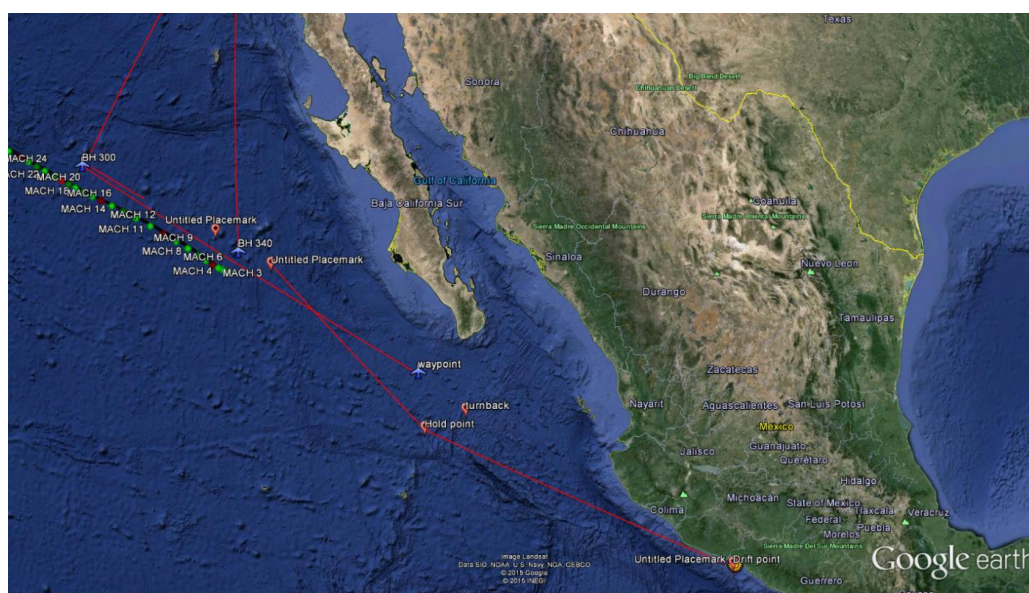 Texas
Sonora
Big Bend Desert
Chihuahuan Desert
Chihuahua
MACH 24
BH 300
MACH 22
MACH 20
MACH 18
MACH 16
MACH 14
MACH 12
MACH 11
MACH 9
MACH 8
MACH 6
MACH 4
MACH 3
Untitled Placemark
BH 340
Untitled Placemark
Gulf of California
Baja California Sur
Sierra Madre Occidental Mountains
Coahuila
Sierra Madre Oriental Mountains
Sinaloa
Nuevo Leon
Durango
Tamaulipas
waypoint
Zacatecas
turnback
Hold point
Nayarit
Aguascalientes
San Luis Potosi
México
Guanajuato
Jalisco
Querétaro
Hidalgo
Michoacán
State of Mexico
Tlaxcala
Veracruz
Colima
Federal
Puebla
Morelos
Sierra Madre Del Sur Mountains
Untitled Placemark
Drift point
Guerrero
Image Landsat
Data SIO, NOAA, U.S. Navy, NGA, GEBCO
© 2015 Google
© 2015 INEGI
Google earth